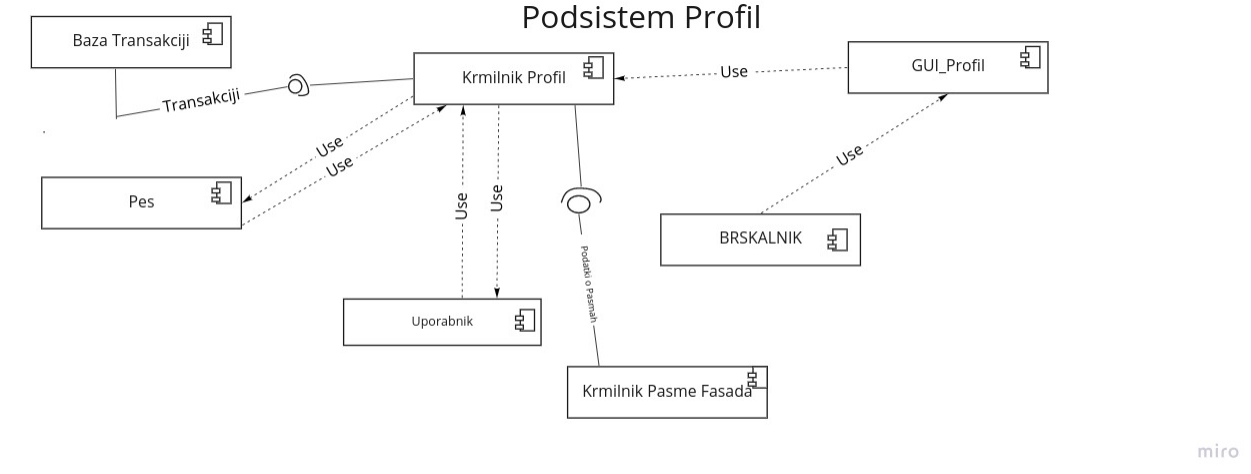 Podsistem Profil
Baza Transakciji
Krmilnik Profil
GUI_Profil
Use
Transakciji
Use
Use
Use
Pes
Use
Use
BRSKALNIK
Podatki o Pasmah
Uporabnik
Krmilnik Pasme Fasada
miro